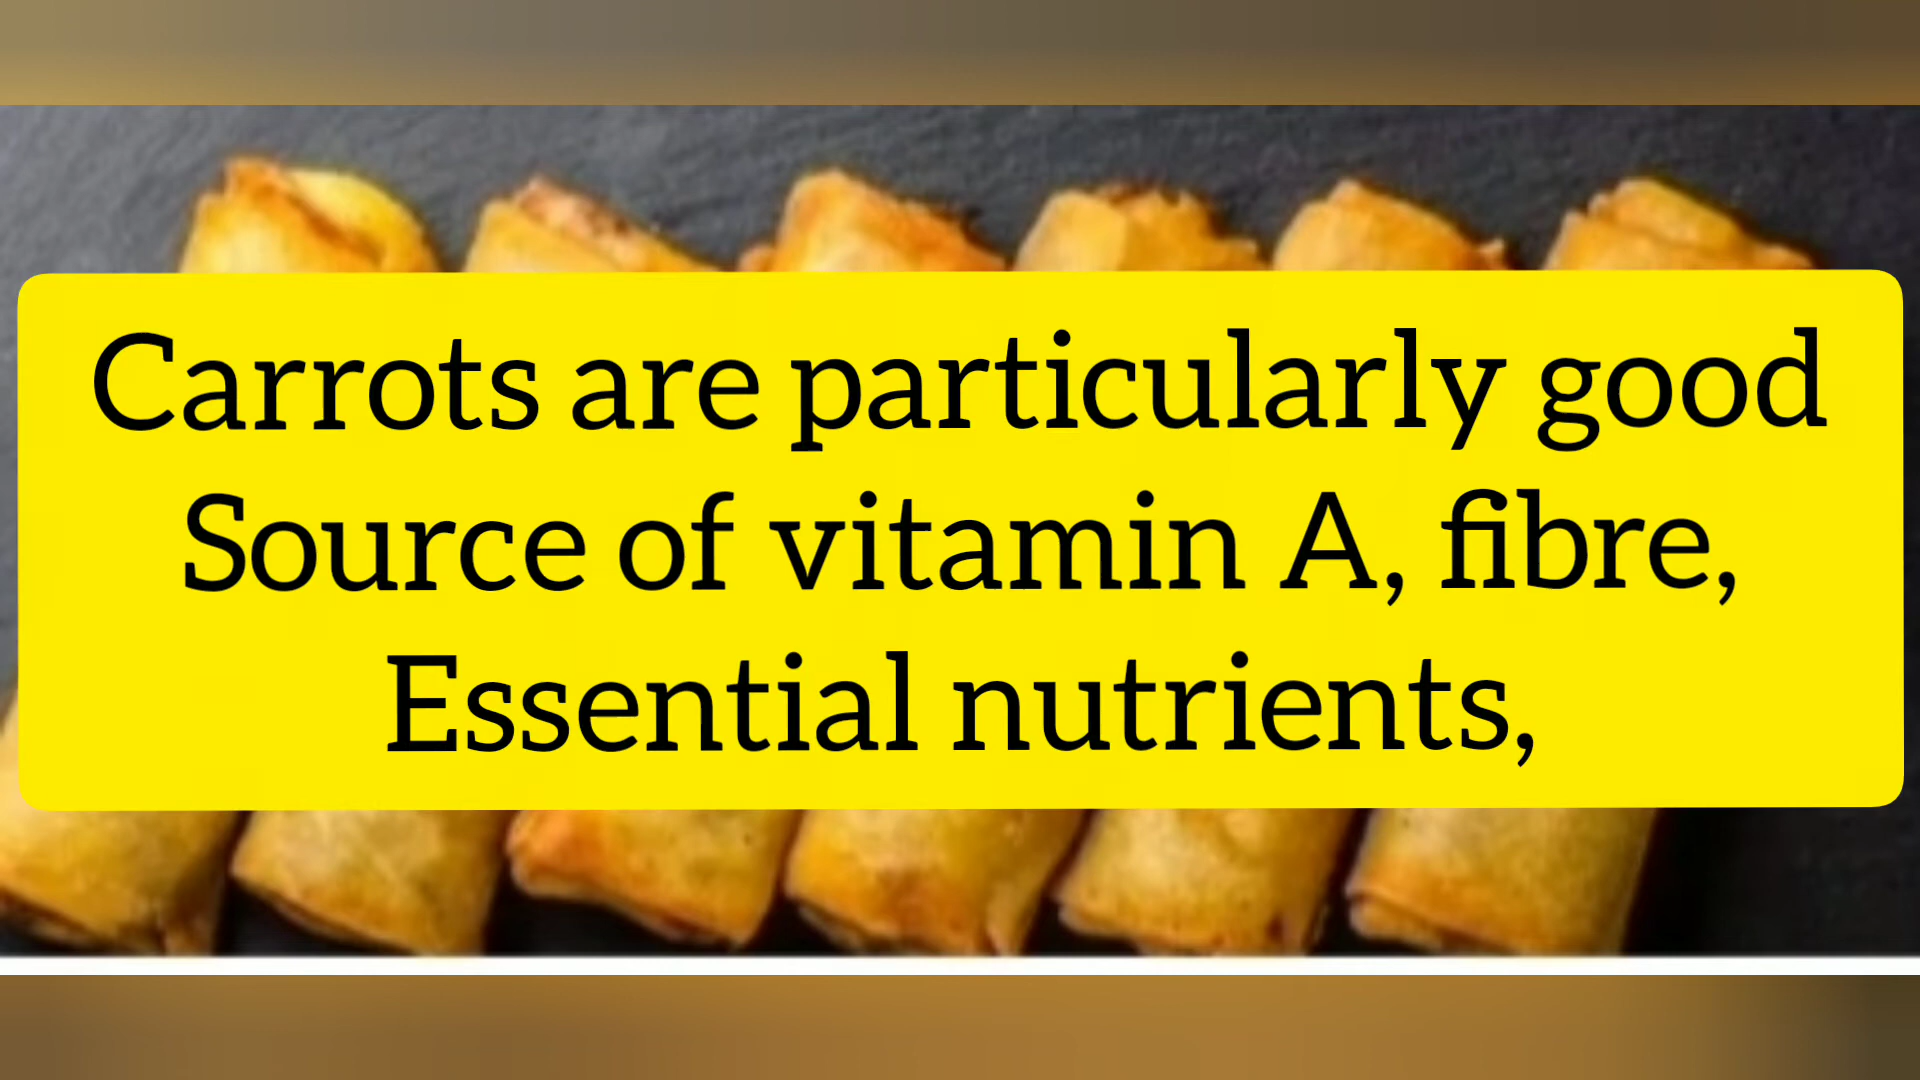 Carrots are particularly good
Source of vitamin A, fibre,
Essential nutrients,